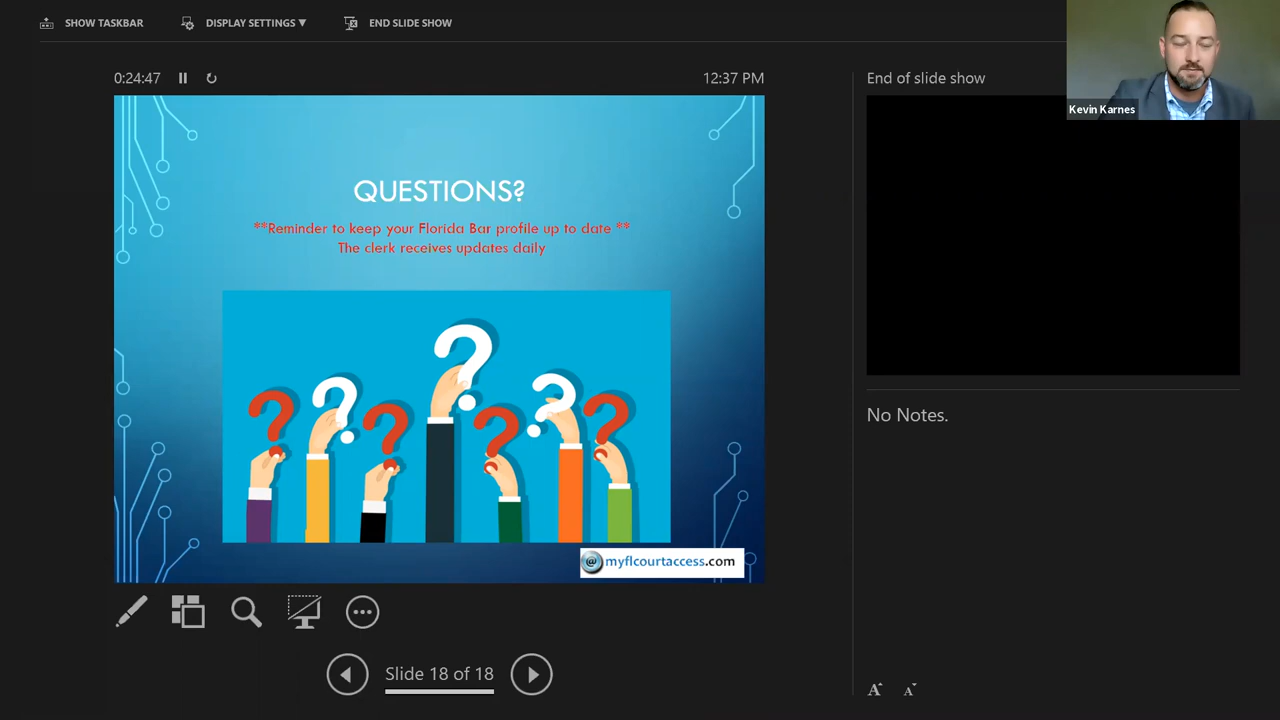 SHOW TASKBAR
DISPLAY SETTINGS ▼
END SLIDE SHOW
0:24:47
12:37 PM
QUESTIONS?
**Reminder to keep your Florida Bar profile up to date **
The clerk receives updates daily
? ? ? ? ? ? ?
@ myflcourtaccess.com
Slide 18 of 18
End of slide show
Kevin Karnes
No Notes.
A A